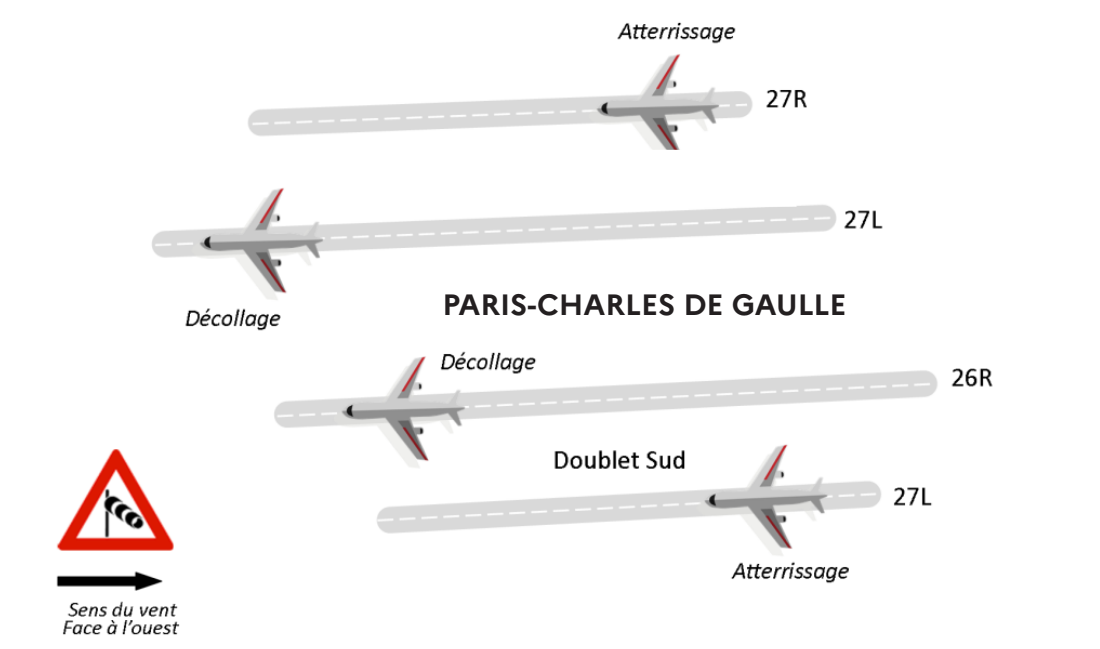 Atterrissage
27R
27L
Décollage
PARIS-CHARLES DE GAULLE
Décollage
26R
Doublet Sud
27L
Atterrissage
Sens du vent
Face à l'ouest